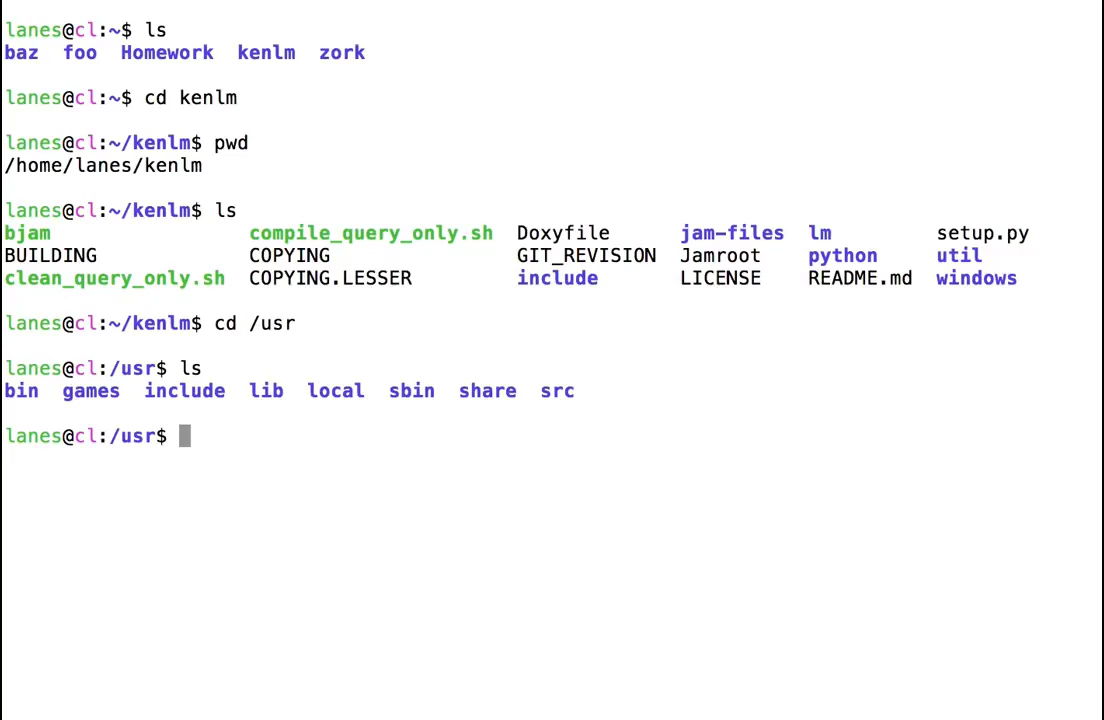 lanes@cl:~$ ls
baz  foo  Homework  kenlm  zork
lanes@cl:~$ cd kenlm
lanes@cl:~/kenlm$ pwd
/home/lanes/kenlm
lanes@cl:~/kenlm$ ls
bjam                 compile_query_only.sh  Doxyfile      jam-files  lm         setup.py
BUILDING             COPYING                GIT_REVISION  Jamroot    python     util
clean_query_only.sh  COPYING.LESSER         include       LICENSE    README.md  windows
lanes@cl:~/kenlm$ cd /usr
lanes@cl:/usr$ ls
bin  games  include  lib  local  sbin  share  src
lanes@cl:/usr$